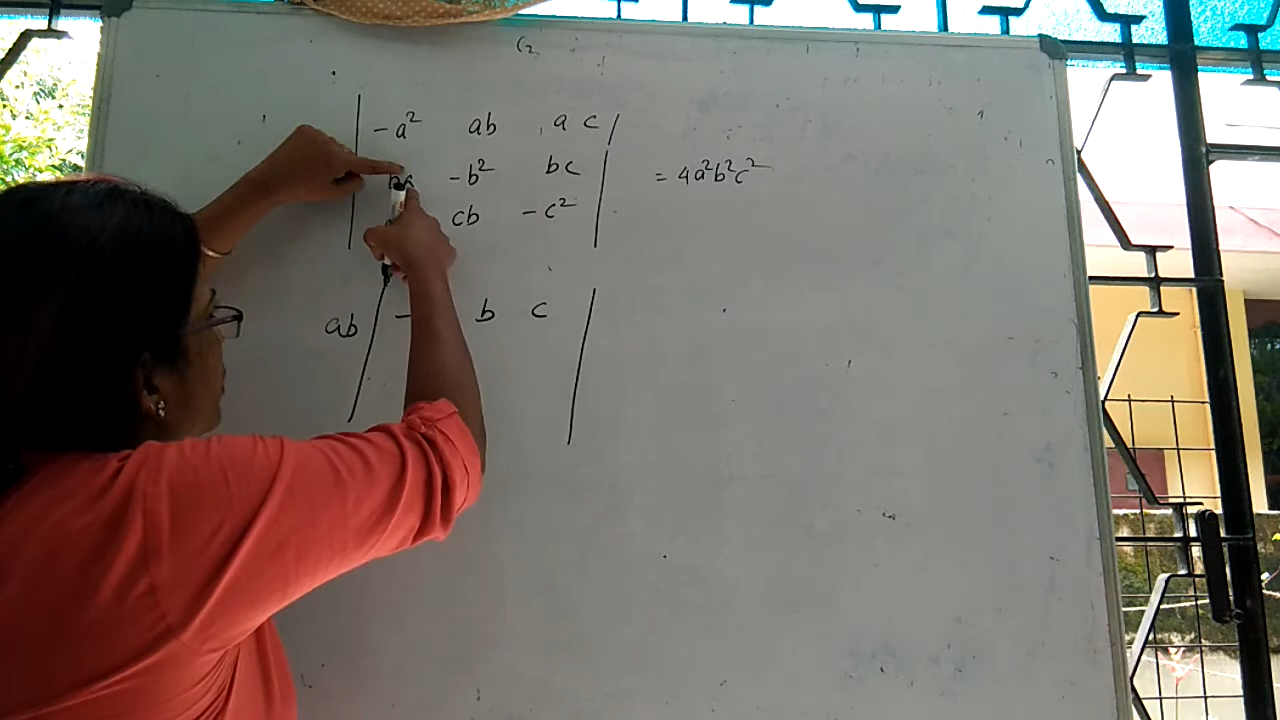 C₂
| -a² ab ac |
-b² bc | = 4a²b²c²
cb -c² |
ab | - b c |